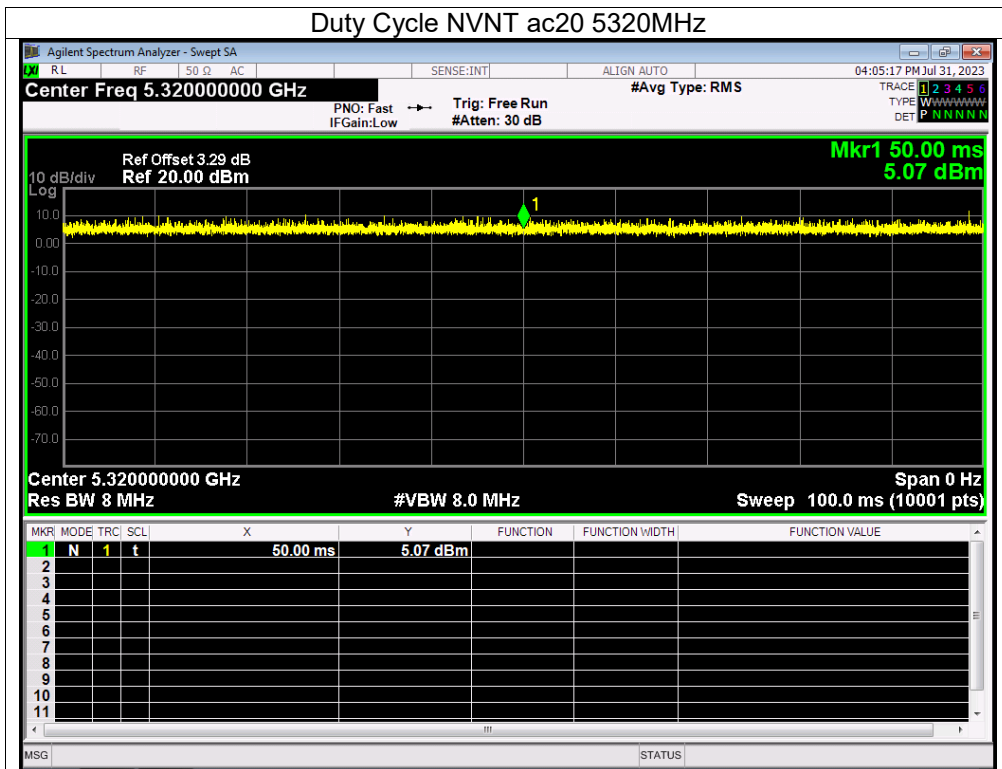 Duty Cycle NVNT ac20 5320MHz
Agilent Spectrum Analyzer - Swept SA
LXI RL RF 50 Ω AC SENSE:INT ALIGN AUTO 04:05:17 PM Jul 31, 2023
Center Freq 5.320000000 GHz #Avg Type: RMS TRACE 1 2 3 4 5 6
PNO: Fast Trig: Free Run TYPE WWWWWWW
IFGain:Low #Atten: 30 dB DET P N N N N N
Mkr1 50.00 ms
Ref Offset 3.29 dB
10 dB/div Ref 20.00 dBm 5.07 dBm
Log
1
10.0
0.00
-10.0
-20.0
-30.0
-40.0
-50.0
-60.0
-70.0
Center 5.320000000 GHz Span 0 Hz
Res BW 8 MHz #VBW 8.0 MHz Sweep 100.0 ms (10001 pts)
MKR MODE TRC SCL X Y FUNCTION FUNCTION WIDTH FUNCTION VALUE
1 N 1 t 50.00 ms 5.07 dBm
2
3
4
5
6
7
8
9
10
11
MSG STATUS